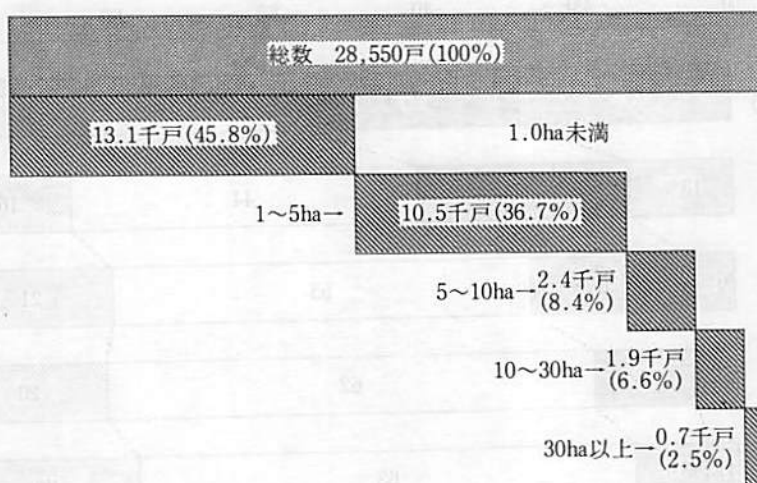 総数 28,550戸(100%)
13.1千戸(45.8%)
1.0ha未満
1〜5ha→
10.5千戸(36.7%)
5〜10ha→2.4千戸
(8.4%)
10〜30ha→1.9千戸
(6.6%)
30ha以上→0.7千戸
(2.5%)